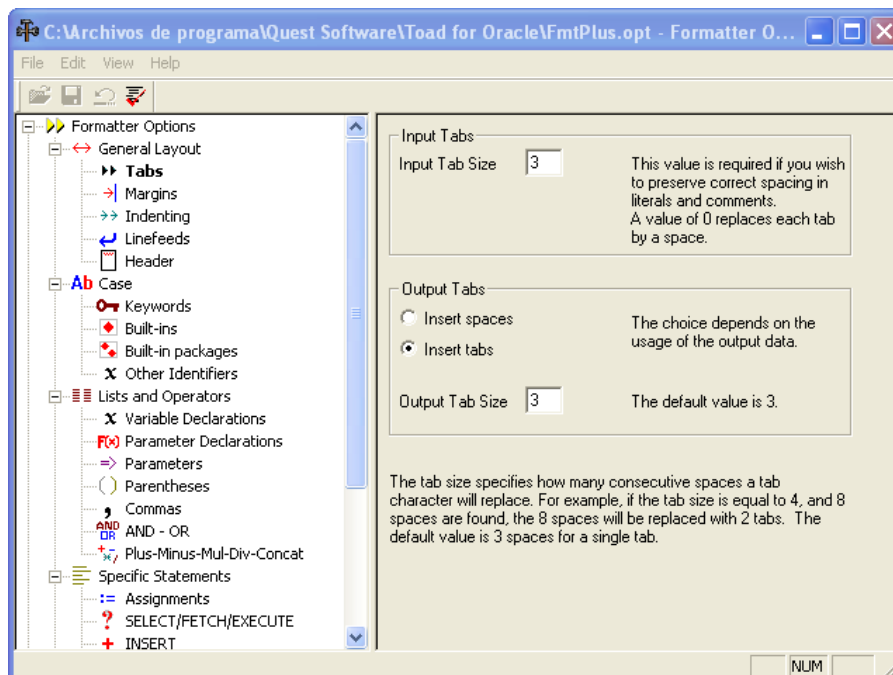 C:\Archivos de programa\Quest Software\Toad for Oracle\FmtPlus.opt - Formatter O...
File Edit View Help
Formatter Options
General Layout
Tabs
Margins
Indenting
Linefeeds
Header
Ab Case
Keywords
Built-ins
Built-in packages
x Other Identifiers
Lists and Operators
x Variable Declarations
F(x) Parameter Declarations
=> Parameters
( ) Parentheses
, Commas
AND OR AND - OR
Plus-Minus-Mul-Div-Concat
Specific Statements
:= Assignments
? SELECT/FETCH/EXECUTE
+ INSERT
Input Tabs
Input Tab Size 3
This value is required if you wish
to preserve correct spacing in
literals and comments.
A value of 0 replaces each tab
by a space.
Output Tabs
Insert spaces
Insert tabs
The choice depends on the
usage of the output data.
Output Tab Size 3
The default value is 3.
The tab size specifies how many consecutive spaces a tab
character will replace. For example, if the tab size is equal to 4, and 8
spaces are found, the 8 spaces will be replaced with 2 tabs. The
default value is 3 spaces for a single tab.
NUM